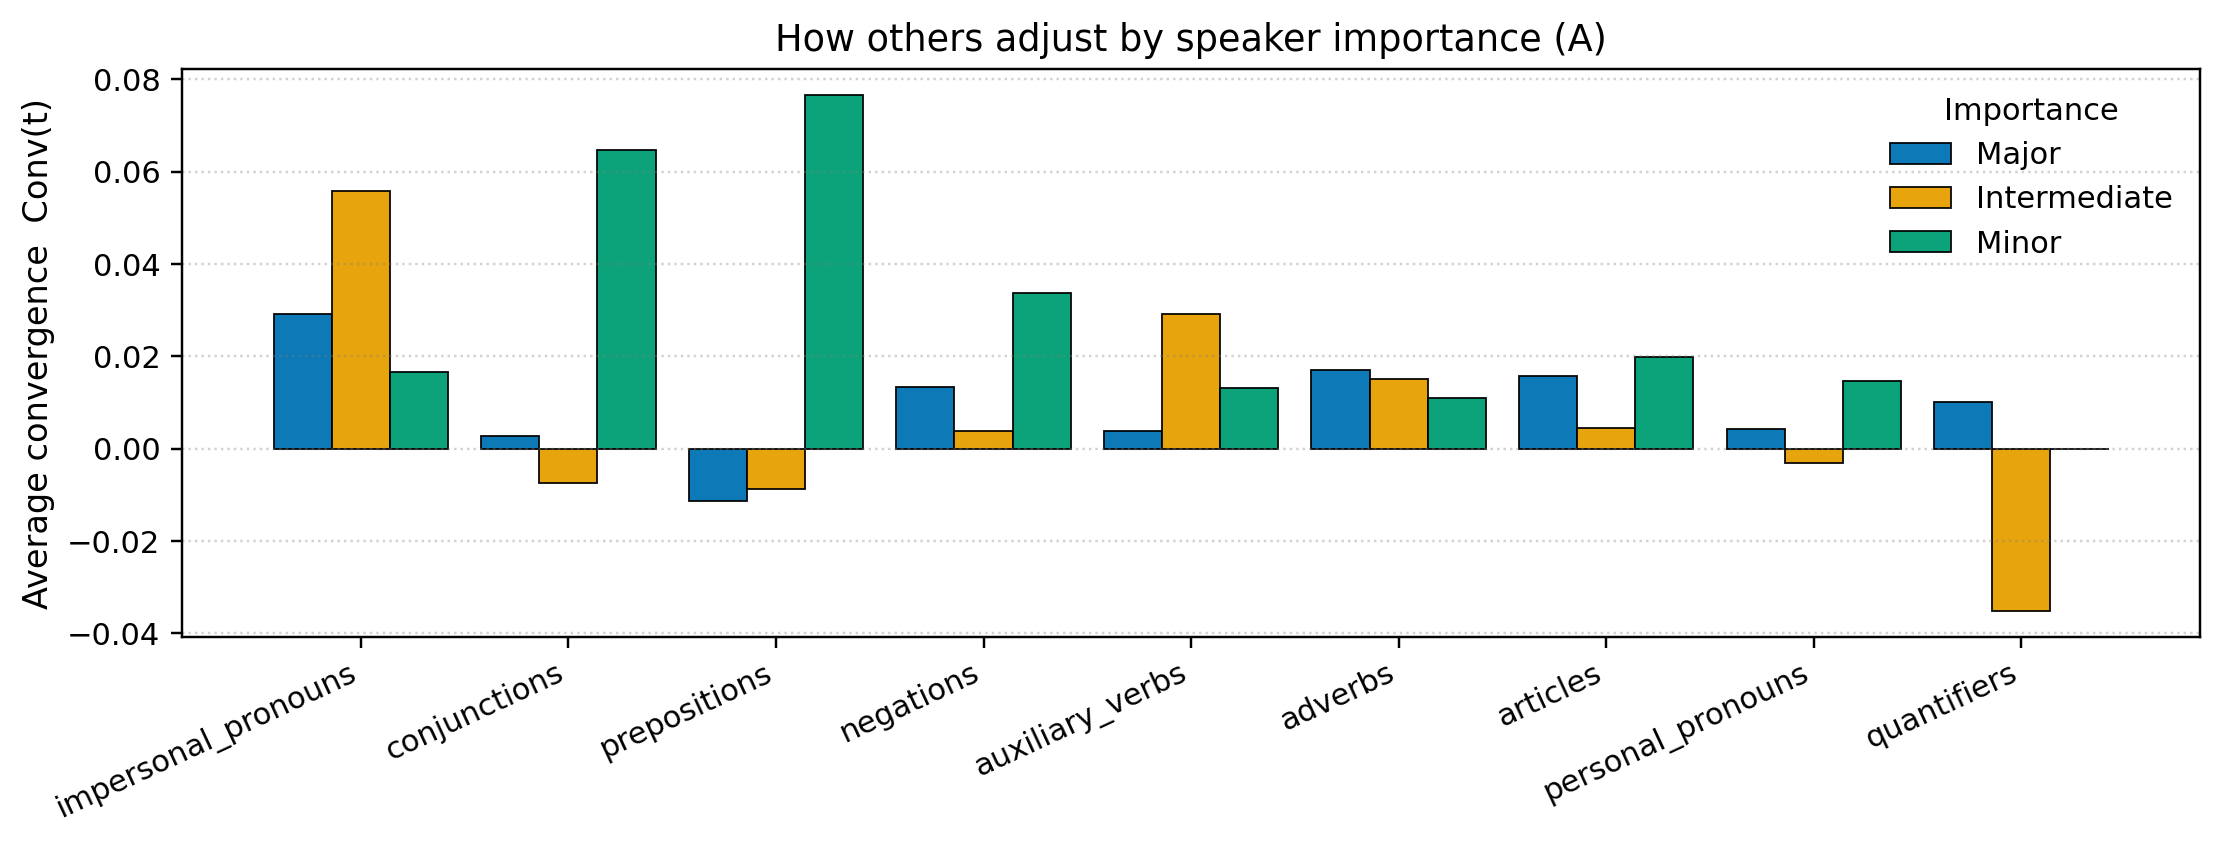 How others adjust by speaker importance (A)
Average convergence Conv(t)
0.08
0.06
0.04
0.02
0.00
−0.02
−0.04
Importance
Major
Intermediate
Minor
impersonal_pronouns
conjunctions
prepositions
negations
auxiliary_verbs
adverbs
articles
personal_pronouns
quantifiers